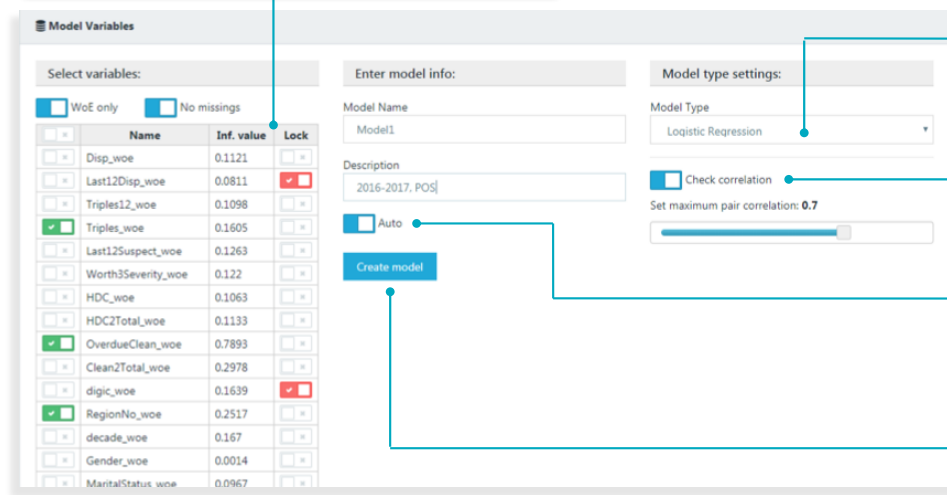 Model Variables
Select variables:
WoE only No missings
Name Inf. value Lock
Disp_woe 0.1121
Last12Disp_woe 0.0811
Triples12_woe 0.1098
Triples_woe 0.1605
Last12Suspect_woe 0.1263
Worth3Severity_woe 0.122
HDC_woe 0.1063
HDC2Total_woe 0.1133
OverdueClean_woe 0.7893
Clean2Total_woe 0.2978
digic_woe 0.1639
RegionNo_woe 0.2517
decade_woe 0.167
Gender_woe 0.0014
MaritalStatus_woe 0.0967
Enter model info:
Model Name
Model1
Description
2016-2017, POS
Auto
Create model
Model type settings:
Model Type
Logistic Regression
Check correlation
Set maximum pair correlation: 0.7